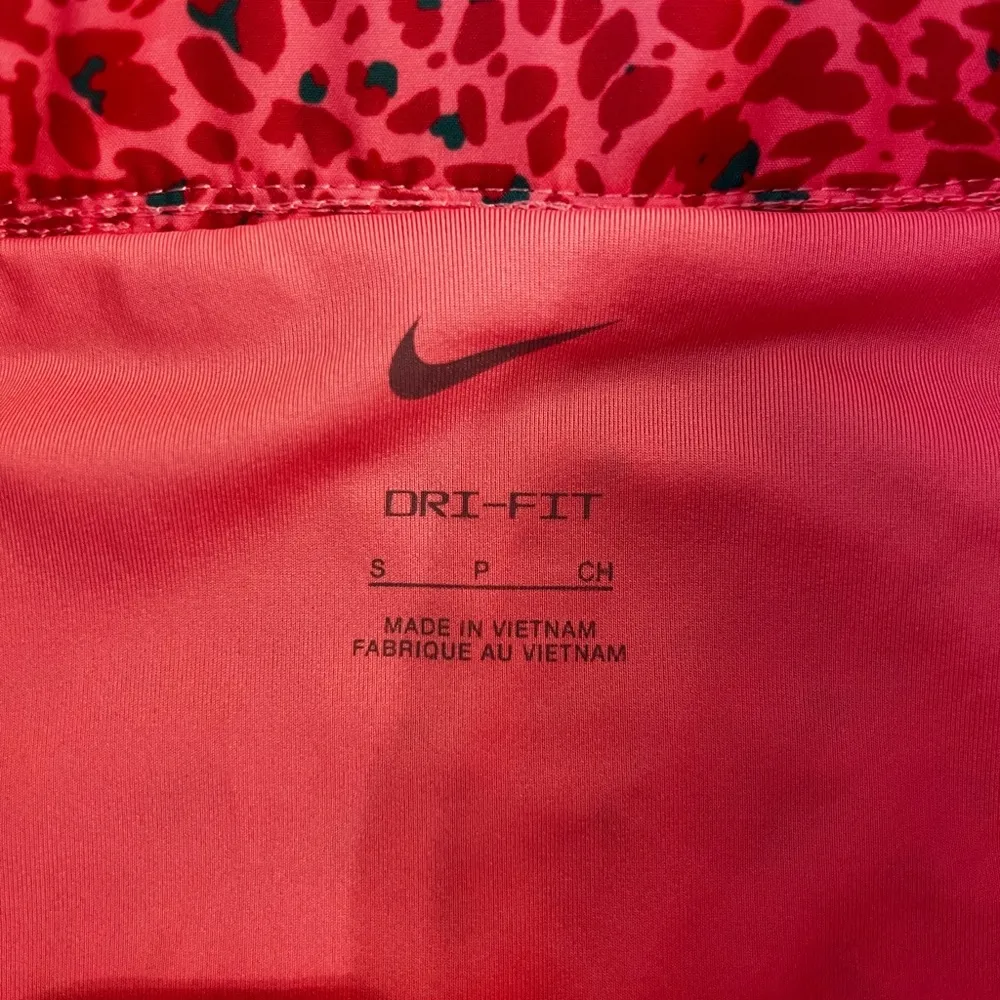 DRI-FIT
S P CH
MADE IN VIETNAM
FABRIQUE AU VIETNAM